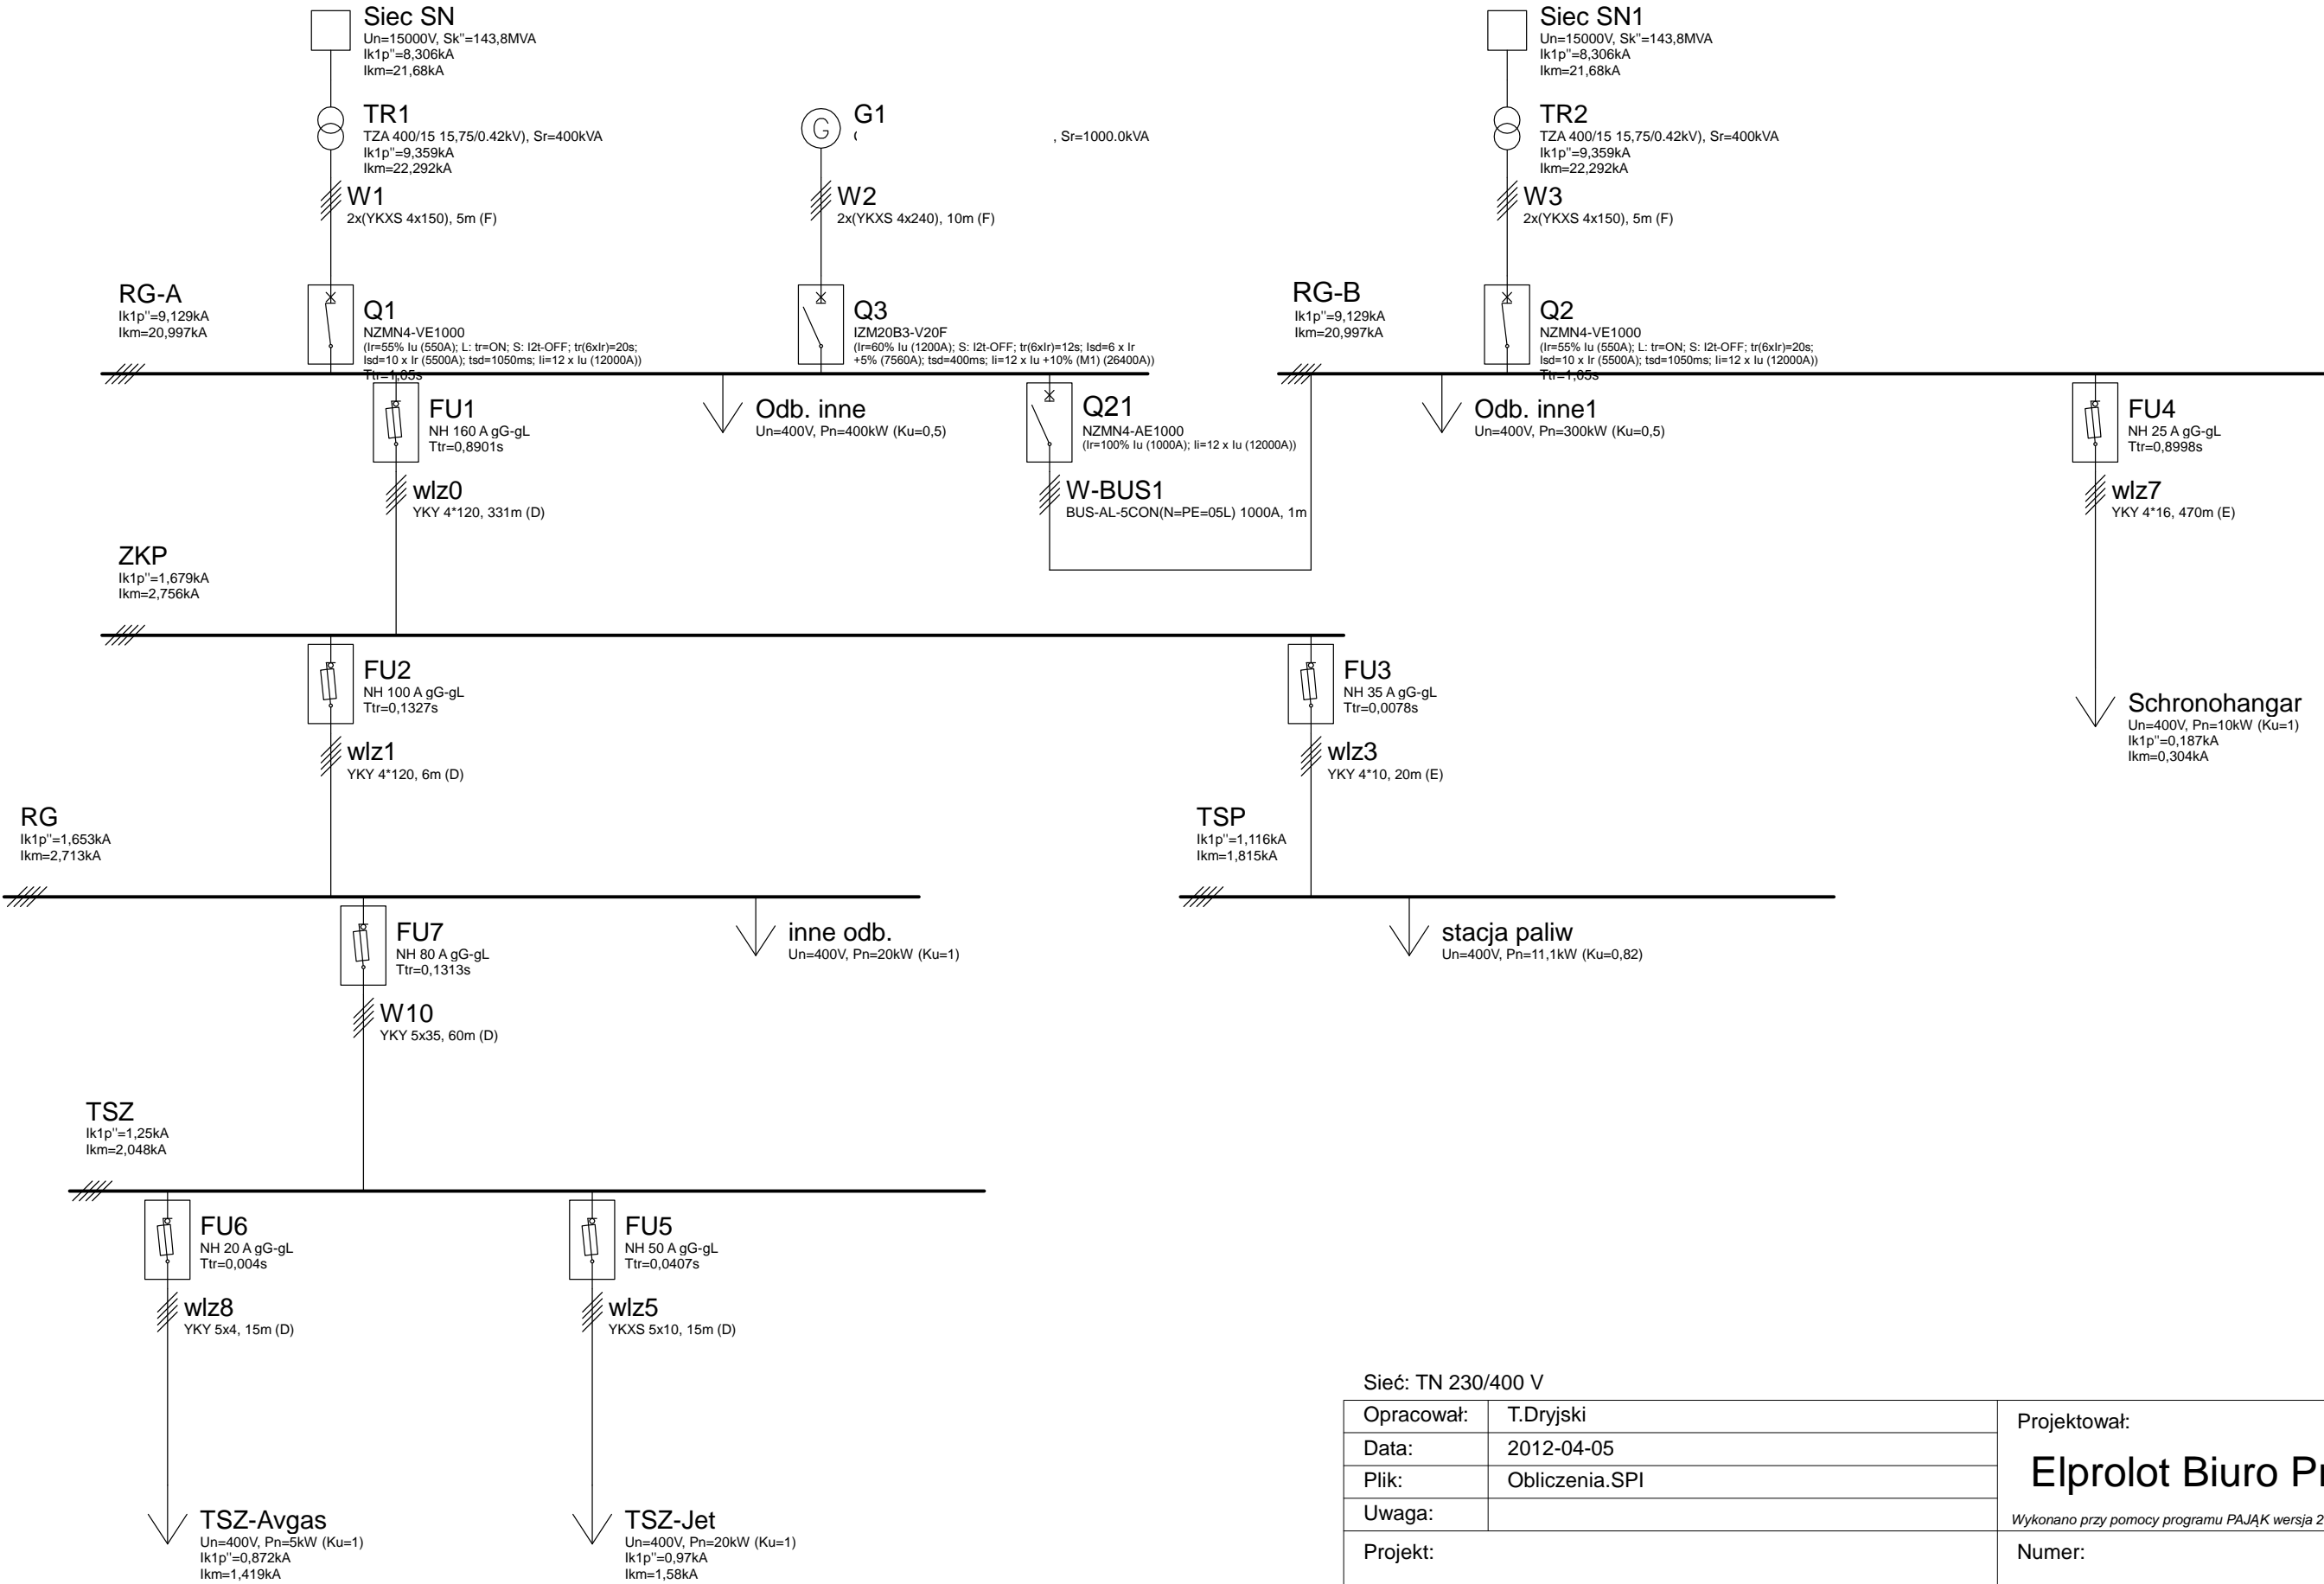 Siec SN
Un=15000V, Sk"=143,8MVA
Ik1p"=8,306kA
Ikm=21,68kA
Siec SN1
Un=15000V, Sk"=143,8MVA
Ik1p"=8,306kA
Ikm=21,68kA
TR1
TZA 400/15 15,75/0.42kV), Sr=400kVA
Ik1p"=9,359kA
Ikm=22,292kA
G
G1
( , Sr=1000.0kVA
TR2
TZA 400/15 15,75/0.42kV), Sr=400kVA
Ik1p"=9,359kA
Ikm=22,292kA
W1
2x(YKXS 4x150), 5m (F)
W2
2x(YKXS 4x240), 10m (F)
W3
2x(YKXS 4x150), 5m (F)
RG-A
Ik1p"=9,129kA
Ikm=20,997kA
Q1
NZMN4-VE1000
(Ir=55% Iu (550A); L: tr=ON; S: I2t-OFF; tr(6xIr)=20s;
Isd=10 x Ir (5500A); tsd=1050ms; Ii=12 x Iu (12000A))
Ttr=1,05s
Q3
IZM20B3-V20F
(Ir=60% Iu (1200A); S: I2t-OFF; tr(6xIr)=12s; Isd=6 x Ir
+5% (7560A); tsd=400ms; Ii=12 x Iu +10% (M1) (26400A))
RG-B
Ik1p"=9,129kA
Ikm=20,997kA
Q2
NZMN4-VE1000
(Ir=55% Iu (550A); L: tr=ON; S: I2t-OFF; tr(6xIr)=20s;
Isd=10 x Ir (5500A); tsd=1050ms; Ii=12 x Iu (12000A))
Ttr=1,05s
FU1
NH 160 A gG-gL
Ttr=0,8901s
Odb. inne
Un=400V, Pn=400kW (Ku=0,5)
Q21
NZMN4-AE1000
(Ir=100% Iu (1000A); Ii=12 x Iu (12000A))
Odb. inne1
Un=400V, Pn=300kW (Ku=0,5)
FU4
NH 25 A gG-gL
Ttr=0,8998s
wlz0
YKY 4*120, 331m (D)
W-BUS1
BUS-AL-5CON(N=PE=05L) 1000A, 1m
wlz7
YKY 4*16, 470m (E)
ZKP
Ik1p"=1,679kA
Ikm=2,756kA
FU2
NH 100 A gG-gL
Ttr=0,1327s
FU3
NH 35 A gG-gL
Ttr=0,0078s
Schronohangar
Un=400V, Pn=10kW (Ku=1)
Ik1p"=0,187kA
Ikm=0,304kA
wlz1
YKY 4*120, 6m (D)
wlz3
YKY 4*10, 20m (E)
RG
Ik1p"=1,653kA
Ikm=2,713kA
TSP
Ik1p"=1,116kA
Ikm=1,815kA
FU7
NH 80 A gG-gL
Ttr=0,1313s
inne odb.
Un=400V, Pn=20kW (Ku=1)
stacja paliw
Un=400V, Pn=11,1kW (Ku=0,82)
W10
YKY 5x35, 60m (D)
TSZ
Ik1p"=1,25kA
Ikm=2,048kA
FU6
NH 20 A gG-gL
Ttr=0,004s
FU5
NH 50 A gG-gL
Ttr=0,0407s
wlz8
YKY 5x4, 15m (D)
wlz5
YKXS 5x10, 15m (D)
TSZ-Avgas
Un=400V, Pn=5kW (Ku=1)
Ik1p"=0,872kA
Ikm=1,419kA
TSZ-Jet
Un=400V, Pn=20kW (Ku=1)
Ik1p"=0,97kA
Ikm=1,58kA
Sieć: TN 230/400 V
Opracował: T.Dryjski
Data: 2012-04-05
Plik: Obliczenia.SPI
Uwaga:
Projekt:
Projektował:
Elprolot Biuro Pr
Wykonano przy pomocy programu PAJĄK wersja 2
Numer: